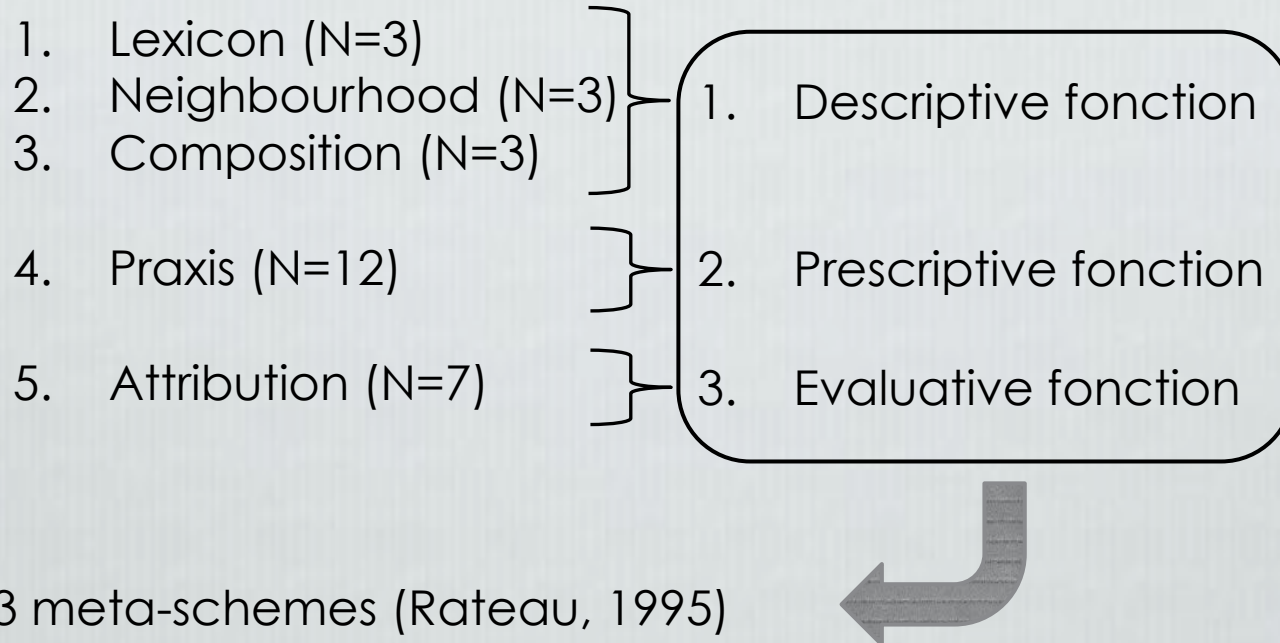 1. Lexicon (N=3)
2. Neighbourhood (N=3)
3. Composition (N=3)
4. Praxis (N=12)
5. Attribution (N=7)
1. Descriptive fonction
2. Prescriptive fonction
3. Evaluative fonction
3 meta-schemes (Rateau, 1995)